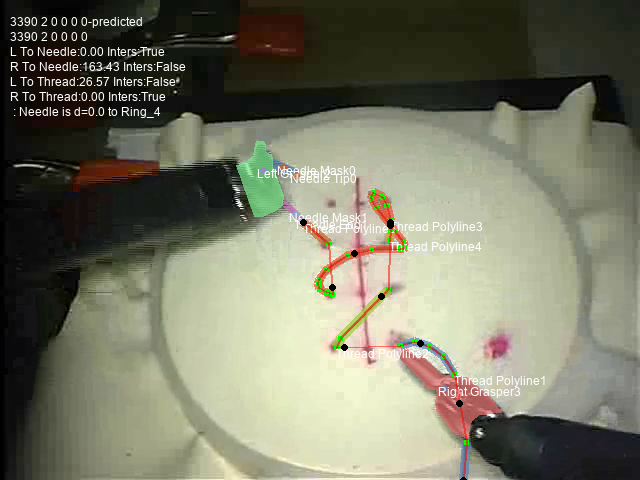 3390 2 0 0 0 0-predicted
3390 2 0 0 0 0
L To Needle:0.00 Inters:True
R To Needle:163.43 Inters:False
L To Thread:26.57 Inters:False
R To Thread:0.00 Inters:True
: Needle is d=0.0 to Ring_4
Needle Mask0
Needle Tip0
Needle Mask1
Thread Polyline3
Thread Polyline4
Thread Polyline2
Thread Polyline1
Right Grasper3